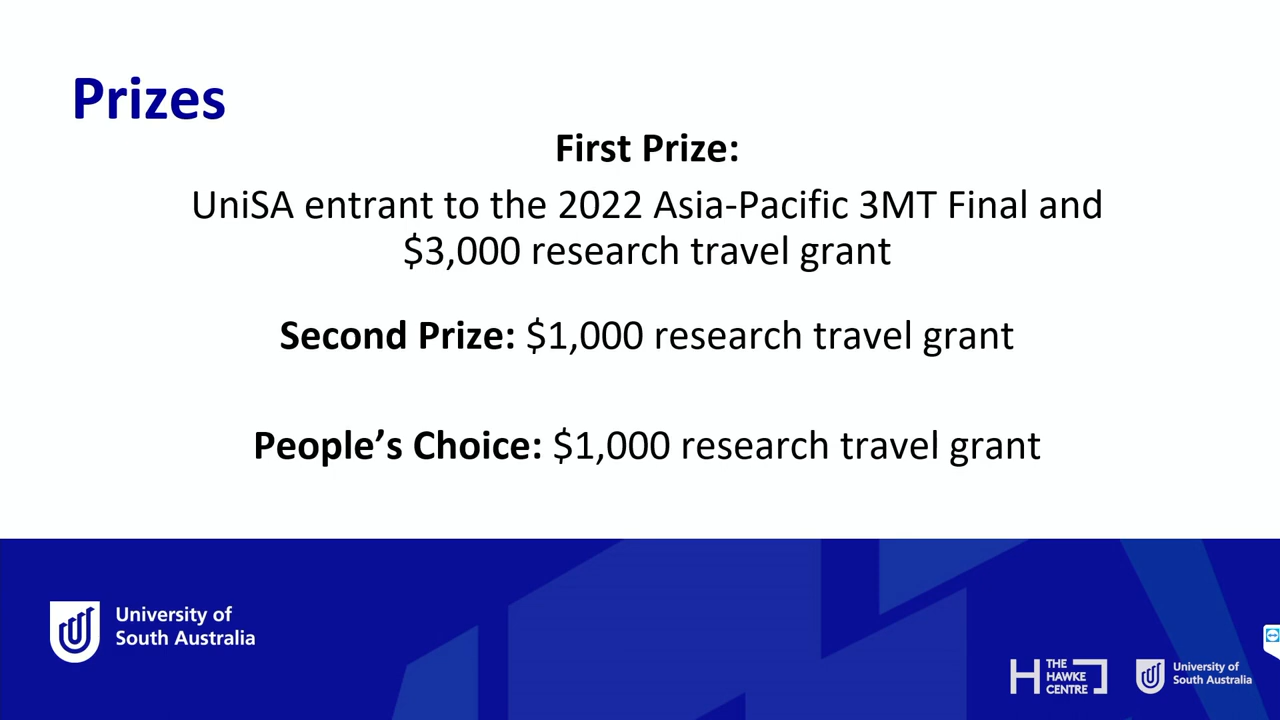 Prizes
First Prize:
UniSA entrant to the 2022 Asia-Pacific 3MT Final and
$3,000 research travel grant
Second Prize: $1,000 research travel grant
People’s Choice: $1,000 research travel grant
University of
South Australia
THE
HAWKE
CENTRE
University of
South Australia